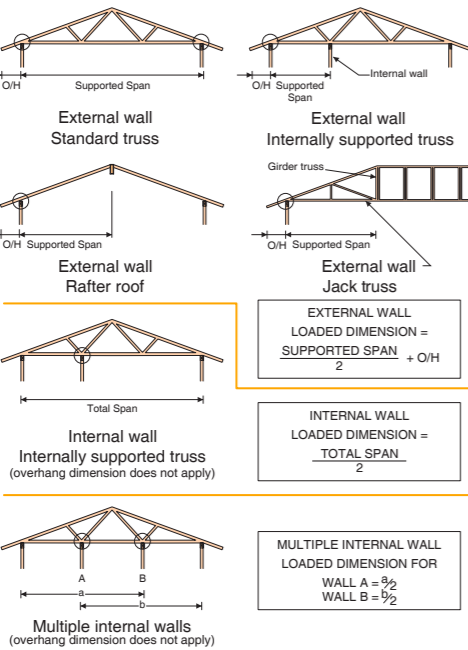 O/H
Supported Span
External wall
Standard truss
O/H
Supported
Span
Internal wall
External wall
Internally supported truss
O/H
Supported Span
External wall
Rafter roof
Girder truss
O/H
Supported Span
External wall
Jack truss
EXTERNAL WALL
LOADED DIMENSION =
SUPPORTED SPAN
2
+ O/H
Total Span
Internal wall
Internally supported truss
(overhang dimension does not apply)
INTERNAL WALL
LOADED DIMENSION =
TOTAL SPAN
2
A
B
a
b
Multiple internal walls
(overhang dimension does not apply)
MULTIPLE INTERNAL WALL
LOADED DIMENSION FOR
WALL A = a/2
WALL B = b/2